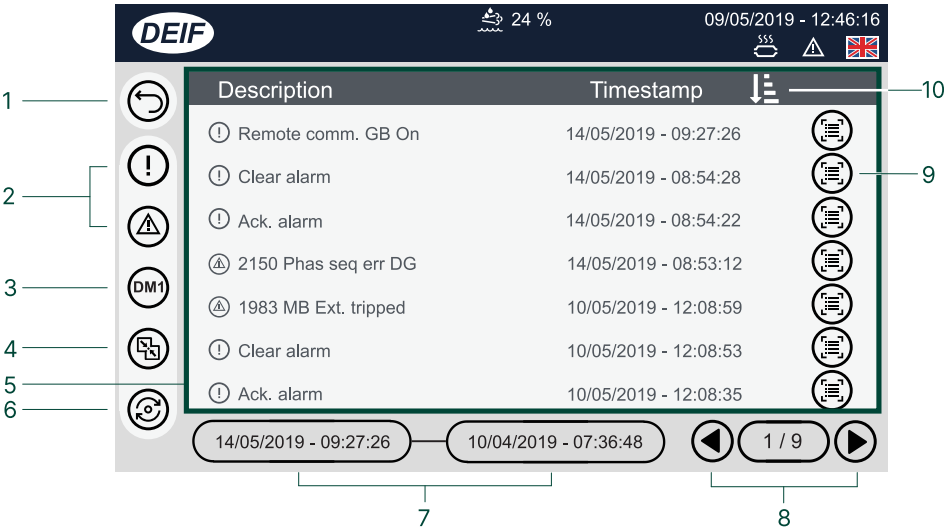 DEIF
24 %
09/05/2019 - 12:46:16
Description Timestamp
Remote comm. GB On 14/05/2019 - 09:27:26
Clear alarm 14/05/2019 - 08:54:28
Ack. alarm 14/05/2019 - 08:54:22
2150 Phas seq err DG 14/05/2019 - 08:53:12
1983 MB Ext. tripped 10/05/2019 - 12:08:59
Clear alarm 10/05/2019 - 12:08:53
Ack. alarm 10/05/2019 - 12:08:35
DM1
14/05/2019 - 09:27:26 10/04/2019 - 07:36:48 1 / 9
1
2
3
4
5
6
7
8
9
10